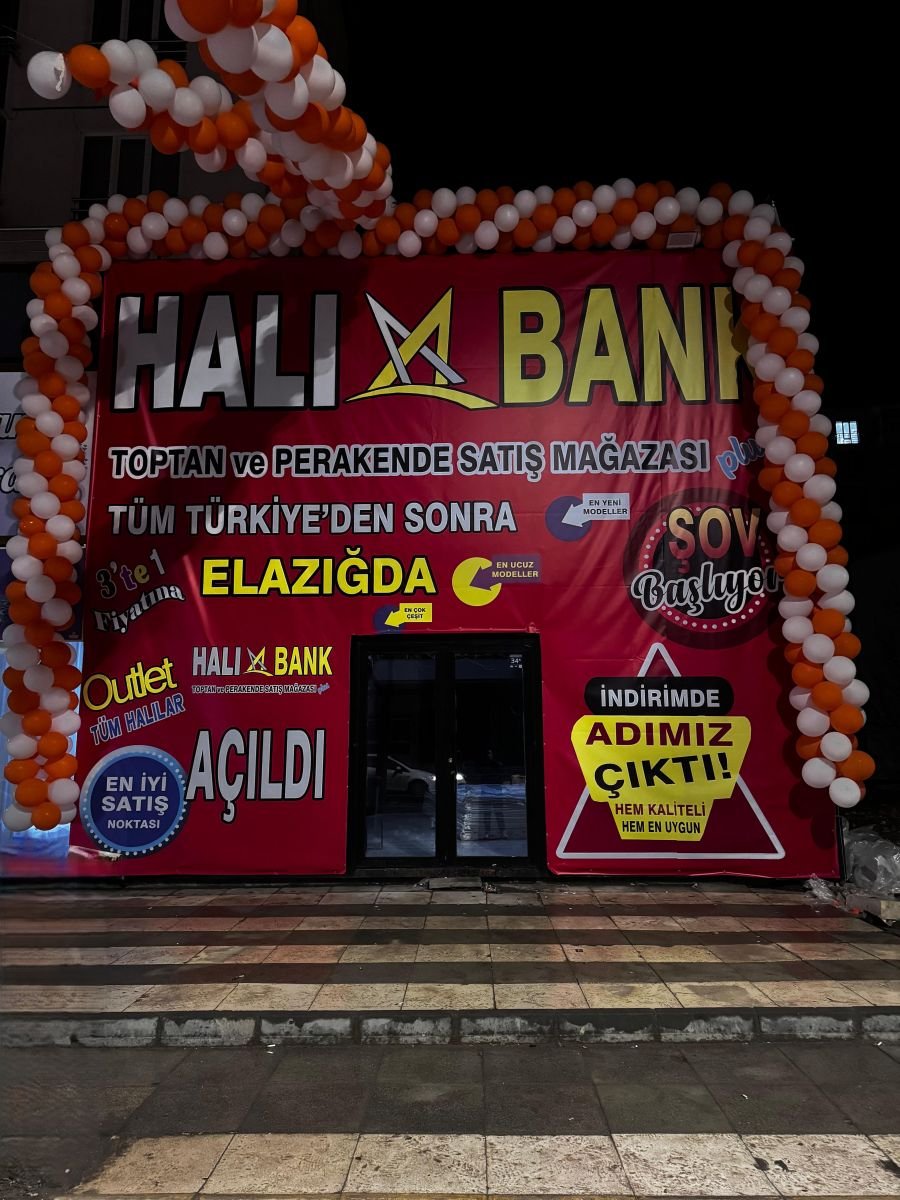 HALI BANK
TOPTAN ve PERAKENDE SATIŞ MAĞAZASI plus
TÜM TÜRKİYE'DEN SONRA
EN YENİ
MODELLER
ŞOV
Başlıyor
3'te 1
Fiyatına
ELAZIĞDA
EN UCUZ
MODELLER
EN ÇOK
ÇEŞİT
Outlet
TÜM HALILAR
HALI BANK
TOPTAN ve PERAKENDE SATIŞ MAĞAZASI plus
AÇILDI
EN İYİ
SATIŞ
NOKTASI
İNDİRİMDE
ADIMIZ
ÇIKTI!
HEM KALİTELİ
HEM EN UYGUN